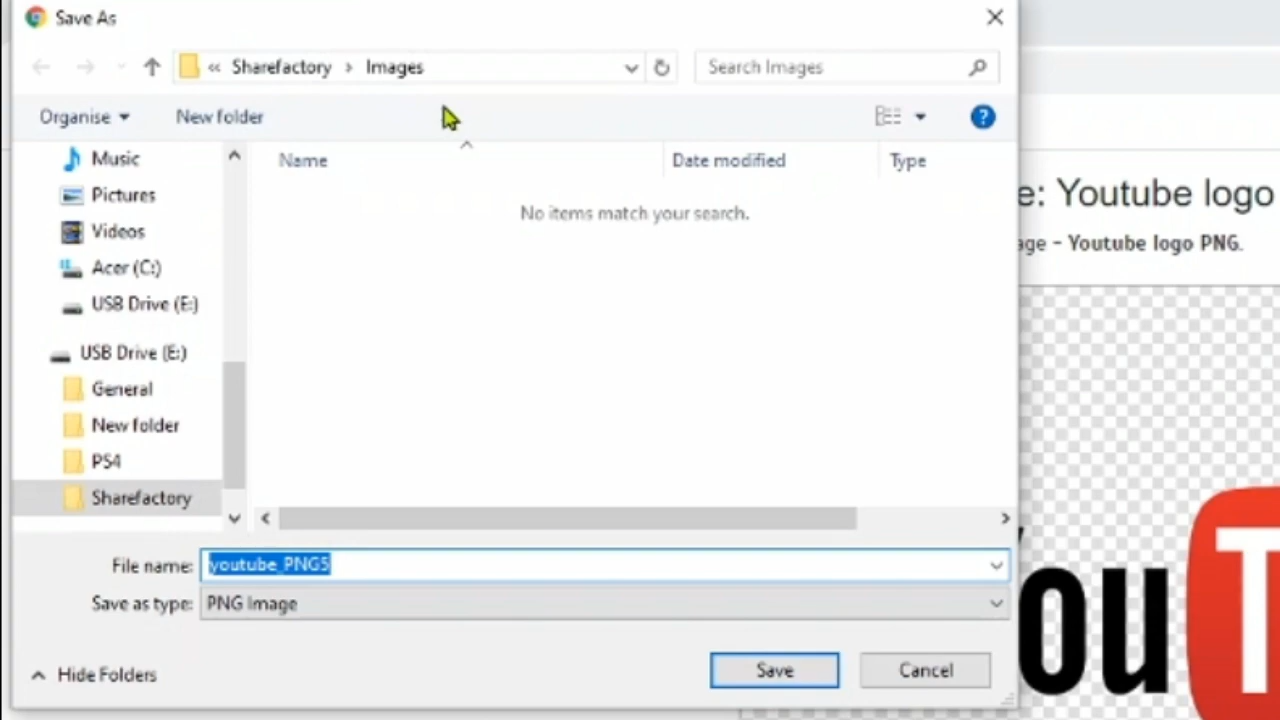 Save As
« Sharefactory › Images
Search Images
Organise
New folder
?
Name
Date modified
Type
Music
Pictures
Videos
Acer (C:)
USB Drive (E:)
USB Drive (E:)
General
New folder
PS4
Sharefactory
No items match your search.
File name: youtube_PNG5
Save as type: PNG Image
Hide Folders
Save
Cancel
e: Youtube logo
age - Youtube logo PNG.
ou T